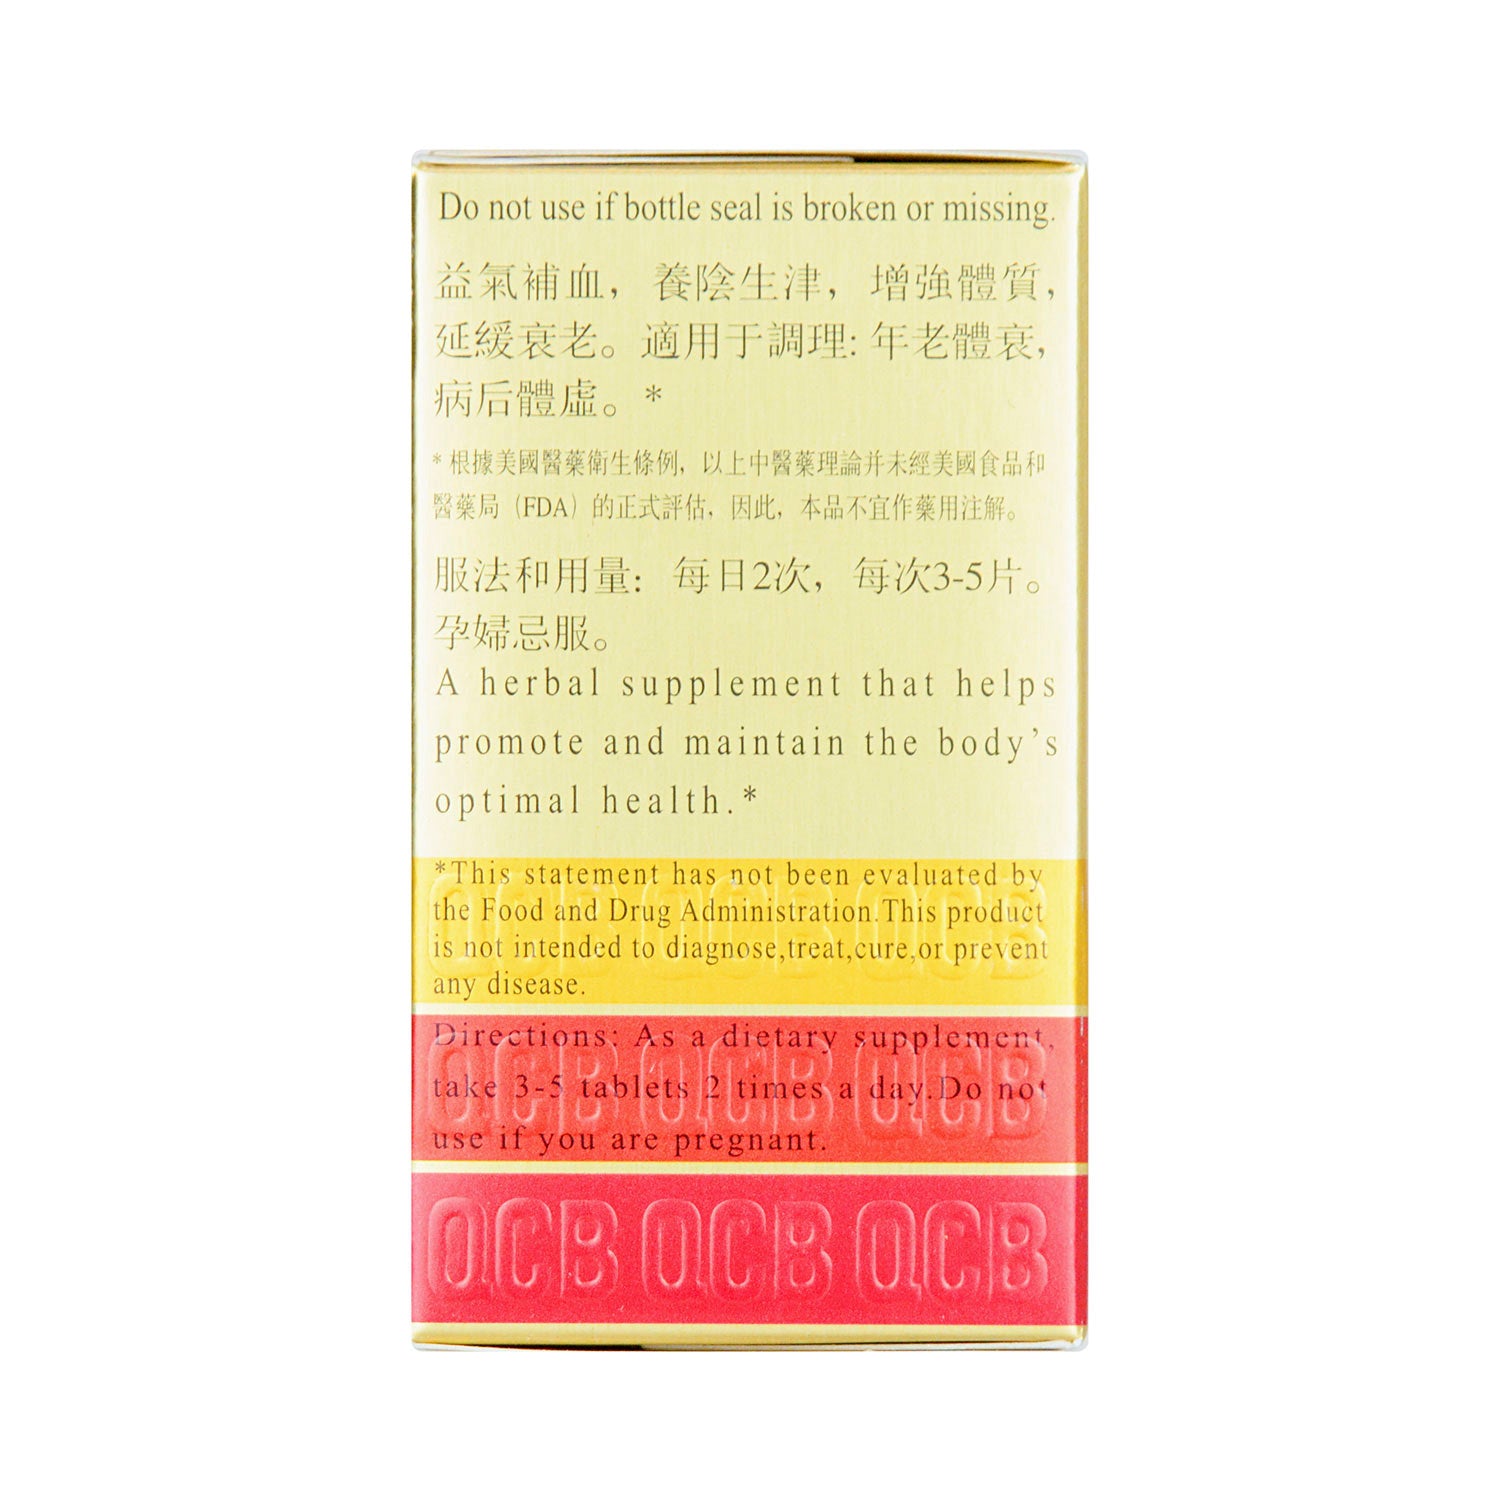 Do not use if bottle seal is broken or missing.
益氣補血，養陰生津，增強體質，
延緩衰老。適用于調理: 年老體衰，
病后體虛。*
* 根據美國醫藥衛生條例，以上中醫藥理論并未經美國食品和
醫藥局（FDA）的正式評估，因此，本品不宜作藥用注解。
服法和用量：每日2次，每次3-5片。
孕婦忌服。
A herbal supplement that helps
promote and maintain the body’s
optimal health.*
*This statement has not been evaluated by
the Food and Drug Administration.This product
is not intended to diagnose,treat,cure,or prevent
any disease.
Directions: As a dietary supplement,
take 3-5 tablets 2 times a day.Do not
use if you are pregnant.
QCB QCB QCB